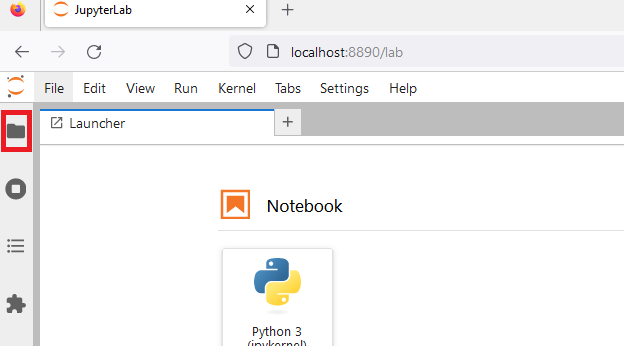 JupyterLab
localhost:8890/lab
File Edit View Run Kernel Tabs Settings Help
Launcher
Notebook
Python 3
(ipykernel)